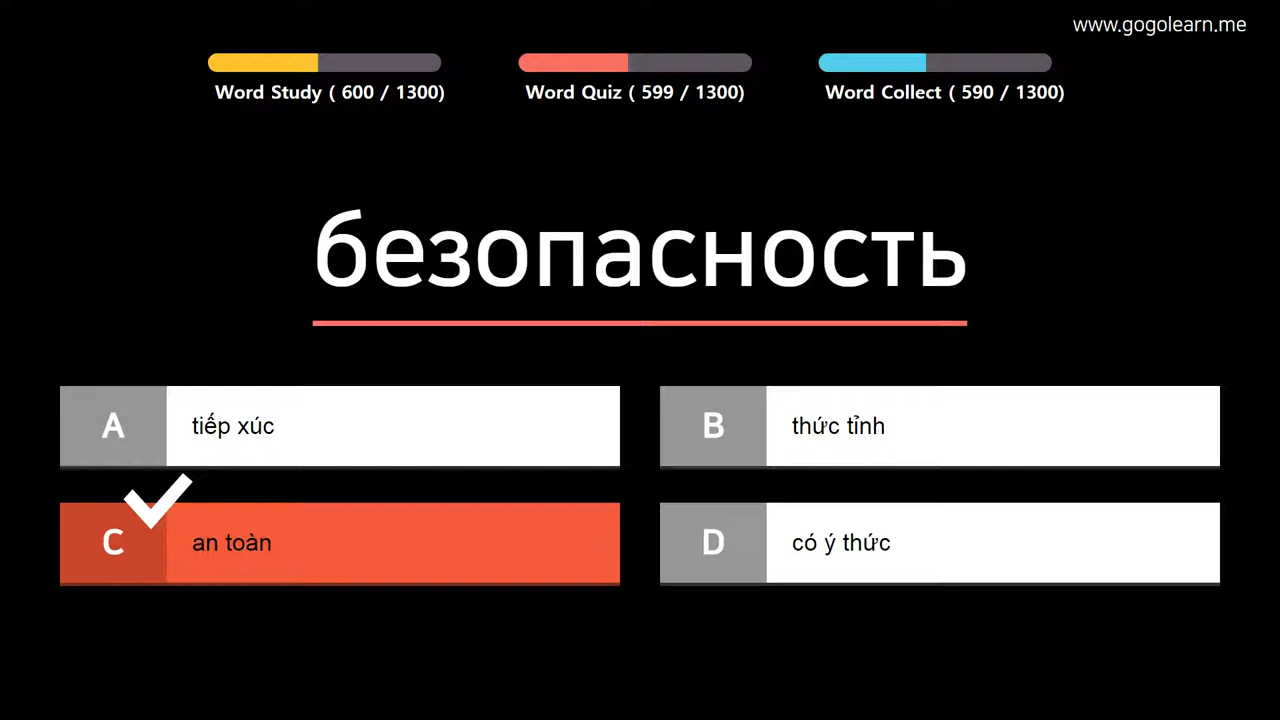 www.gogolearn.me
Word Study ( 600 / 1300)
Word Quiz ( 599 / 1300)
Word Collect ( 590 / 1300)
безопасность
A tiếp xúc
B thức tỉnh
C an toàn
D có ý thức